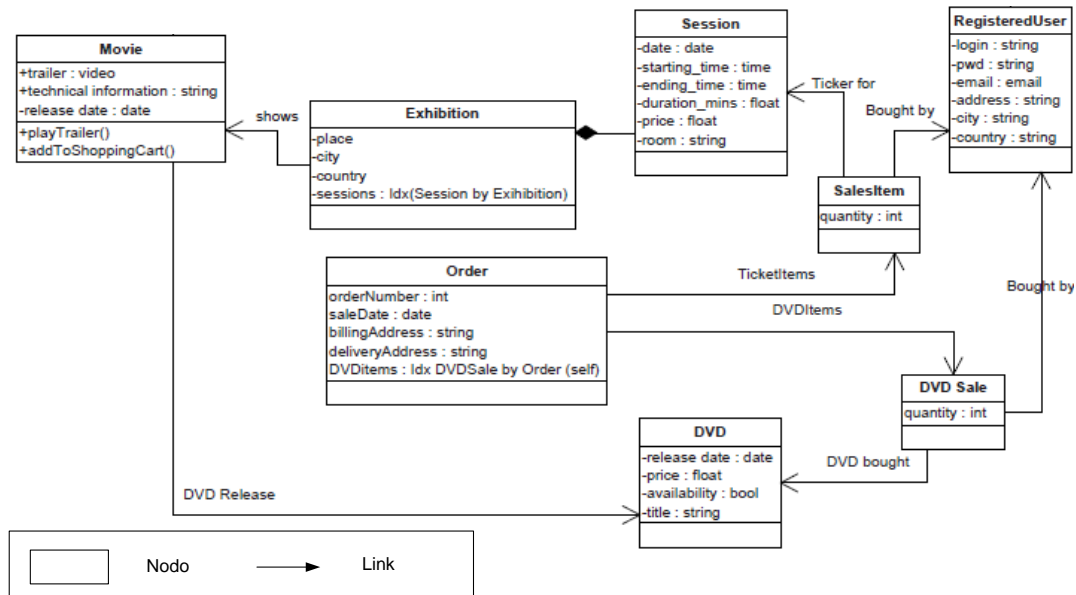 Movie
+trailer : video
+technical information : string
-release date : date
+playTrailer()
+addToShoppingCart()
shows
Exhibition
-place
-city
-country
-sessions : Idx(Session by Exihibition)
Session
-date : date
-starting_time : time
-ending_time : time
-duration_mins : float
-price : float
-room : string
Ticker for
Bought by
RegisteredUser
-login : string
-pwd : string
-email : email
-address : string
-city : string
-country : string
SalesItem
quantity : int
Order
orderNumber : int
saleDate : date
billingAddress : string
deliveryAddress : string
DVDitems : Idx DVDSale by Order (self)
TicketItems
DVDItems
Bought by
DVD Sale
quantity : int
DVD
-release date : date
-price : float
-availability : bool
-title : string
DVD bought
DVD Release
Nodo
Link